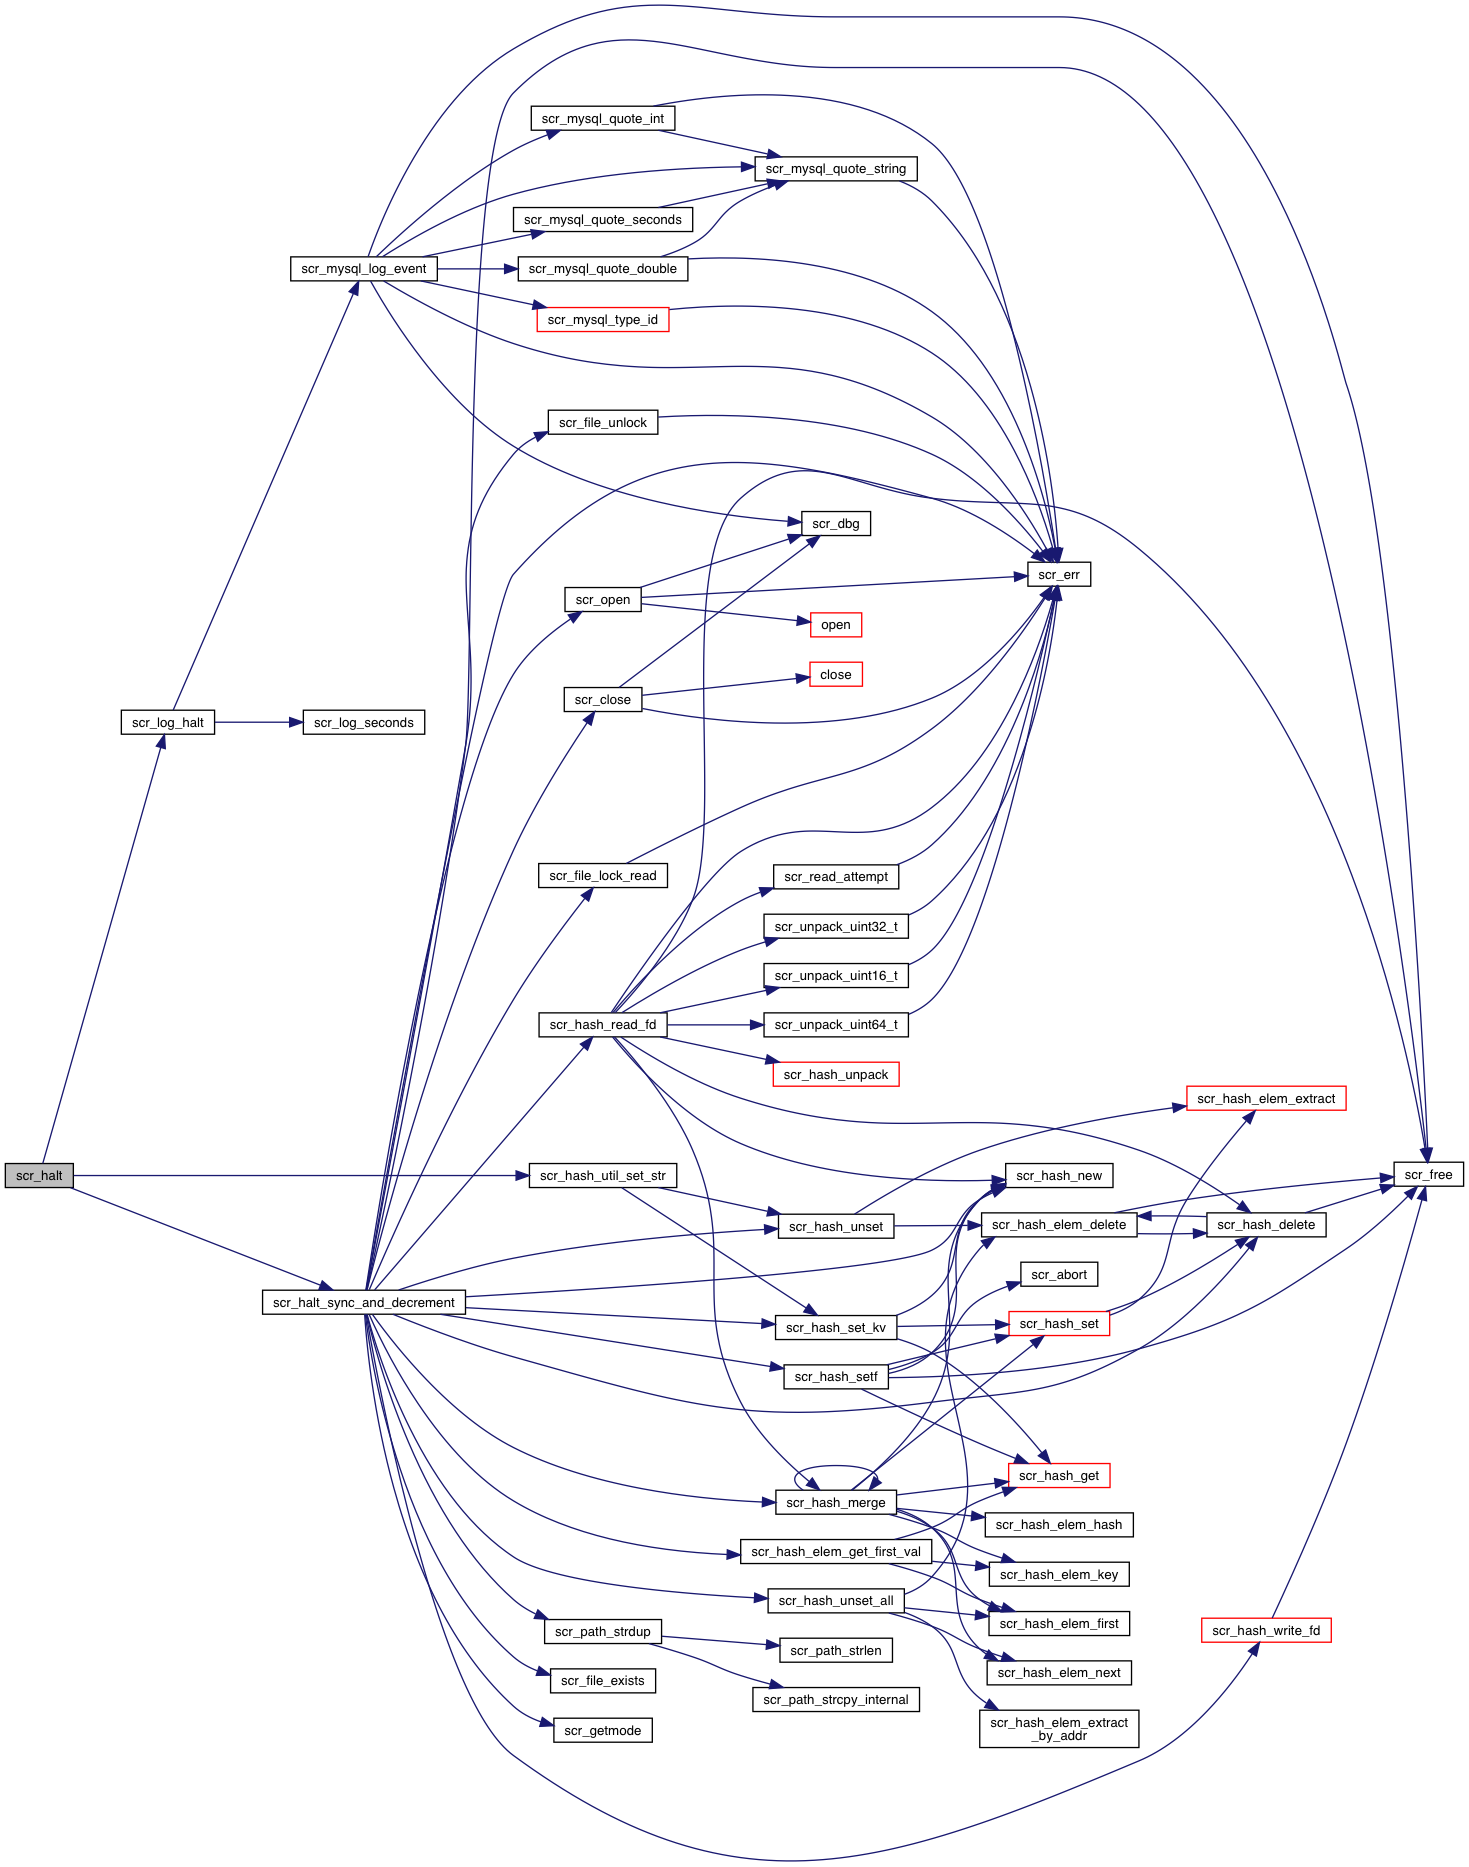 scr_mysql_quote_int
scr_mysql_quote_string
scr_mysql_quote_seconds
scr_mysql_log_event
scr_mysql_quote_double
scr_mysql_type_id
scr_file_unlock
scr_dbg
scr_err
scr_open
open
close
scr_close
scr_log_halt
scr_log_seconds
scr_file_lock_read
scr_read_attempt
scr_unpack_uint32_t
scr_unpack_uint16_t
scr_hash_read_fd
scr_unpack_uint64_t
scr_hash_unpack
scr_hash_elem_extract
scr_halt
scr_hash_util_set_str
scr_hash_new
scr_free
scr_hash_unset
scr_hash_elem_delete
scr_hash_delete
scr_abort
scr_halt_sync_and_decrement
scr_hash_set_kv
scr_hash_set
scr_hash_setf
scr_hash_get
scr_hash_merge
scr_hash_elem_hash
scr_hash_elem_get_first_val
scr_hash_elem_key
scr_hash_unset_all
scr_hash_elem_first
scr_path_strdup
scr_hash_write_fd
scr_path_strlen
scr_hash_elem_next
scr_file_exists
scr_path_strcpy_internal
scr_getmode
scr_hash_elem_extract
_by_addr